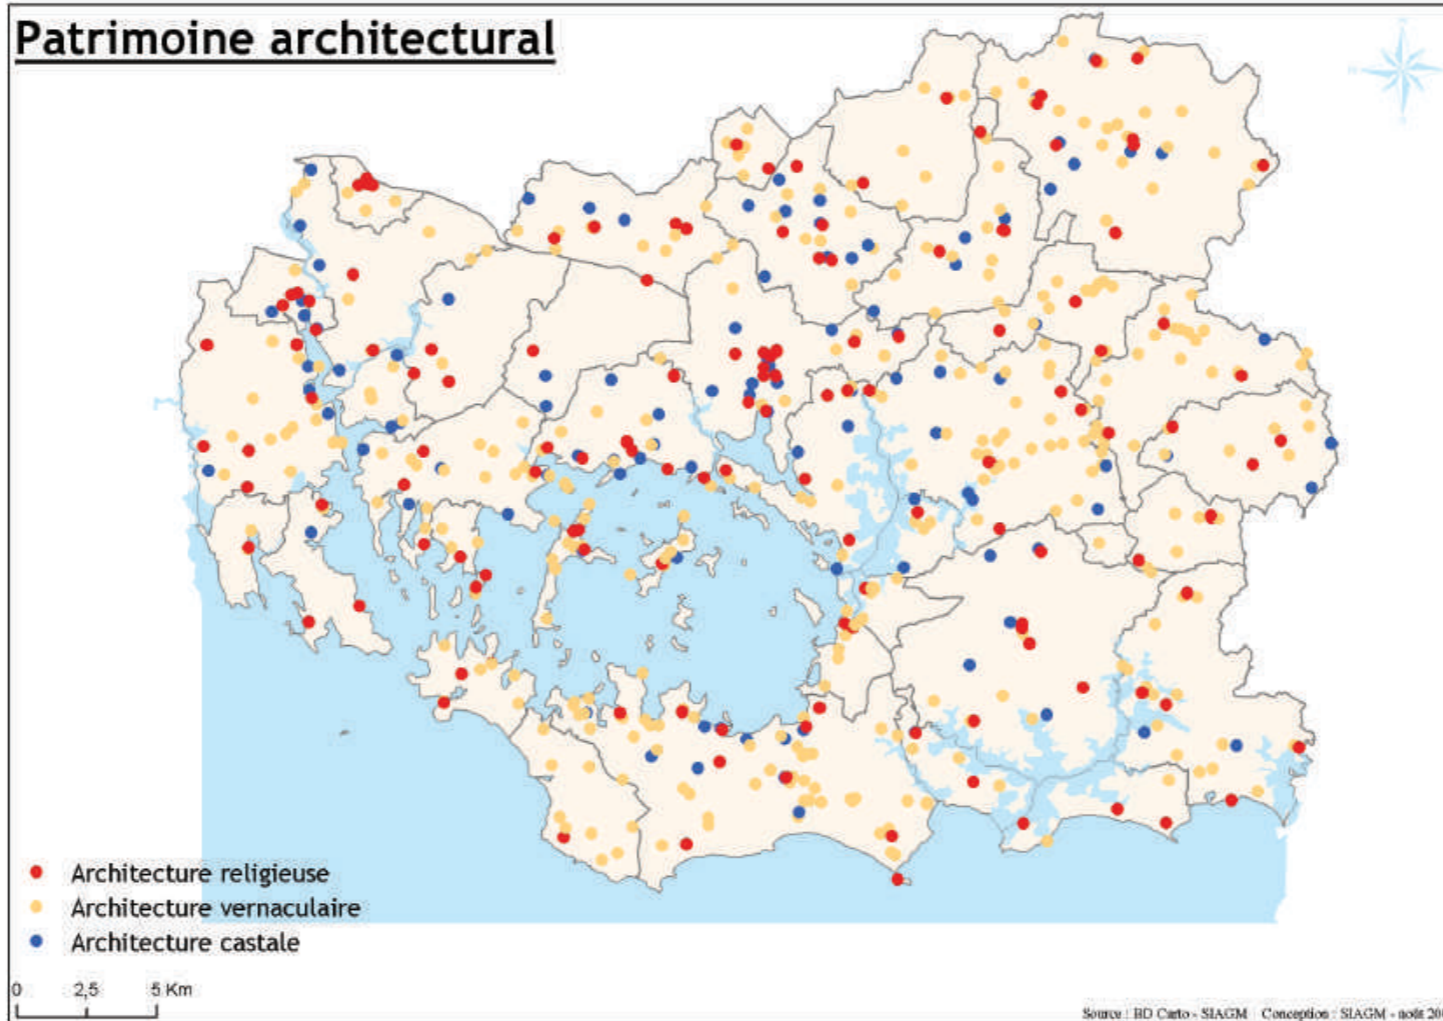 Patrimoine architectural
Architecture religieuse
Architecture vernaculaire
Architecture castale
0 2,5 5 Km
Source : BD Carto - SIAGM Conception : SIAGM - août